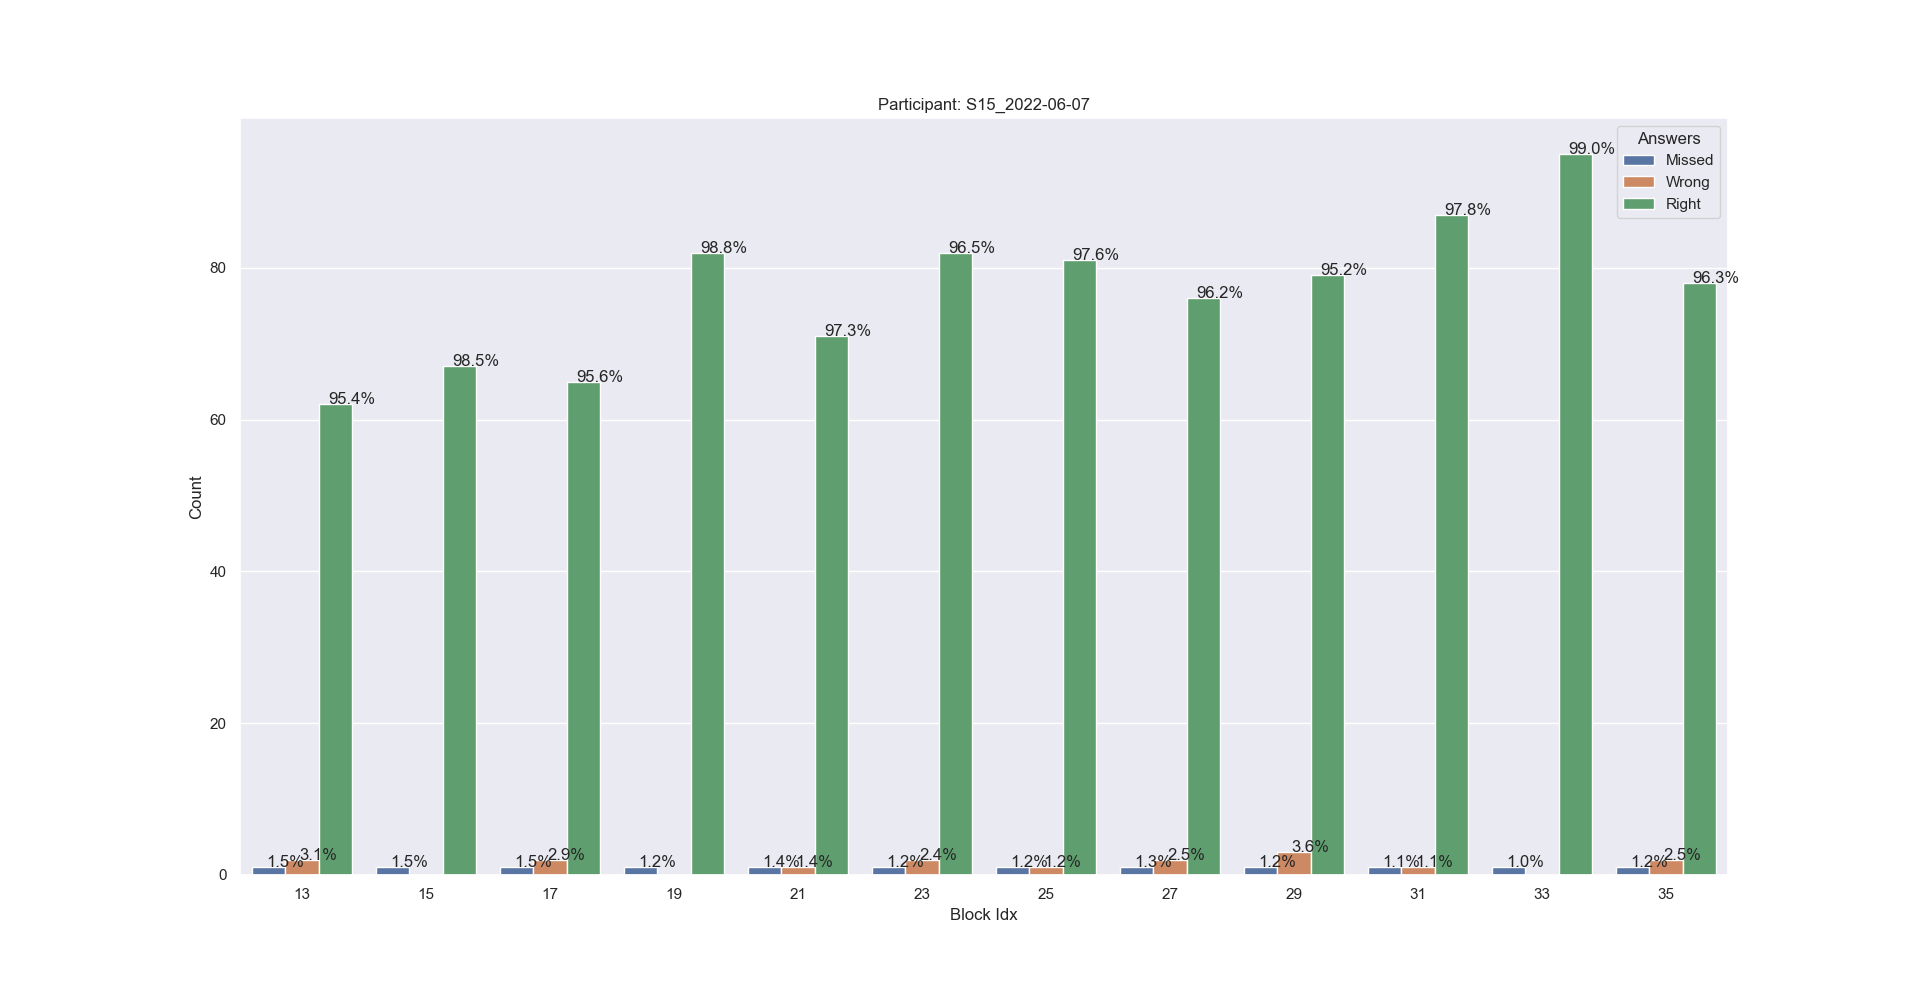 Participant: S15_2022-06-07
Answers
Missed
Wrong
Right
Count
80
60
40
20
0
1.5% 3.1% 95.4%
1.5% 98.5%
1.5% 2.9% 95.6%
1.2% 98.8%
1.4% 1.4% 97.3%
1.2% 2.4% 96.5%
1.2% 1.2% 97.6%
1.3% 2.5% 96.2%
1.2% 3.6% 95.2%
1.1% 1.1% 97.8%
1.0% 99.0%
1.2% 2.5% 96.3%
13 15 17 19 21 23 25 27 29 31 33 35
Block Idx